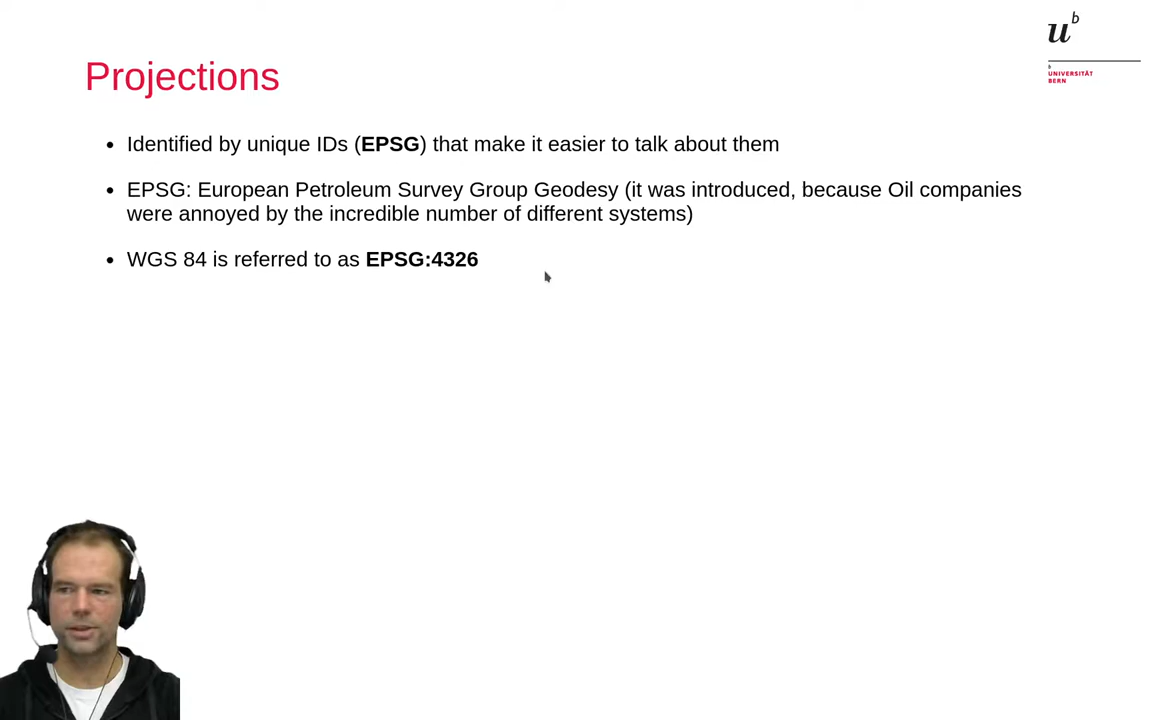 u b
b
UNIVERSITÄT
BERN
Projections
• Identified by unique IDs (EPSG) that make it easier to talk about them
• EPSG: European Petroleum Survey Group Geodesy (it was introduced, because Oil companies
were annoyed by the incredible number of different systems)
• WGS 84 is referred to as EPSG:4326